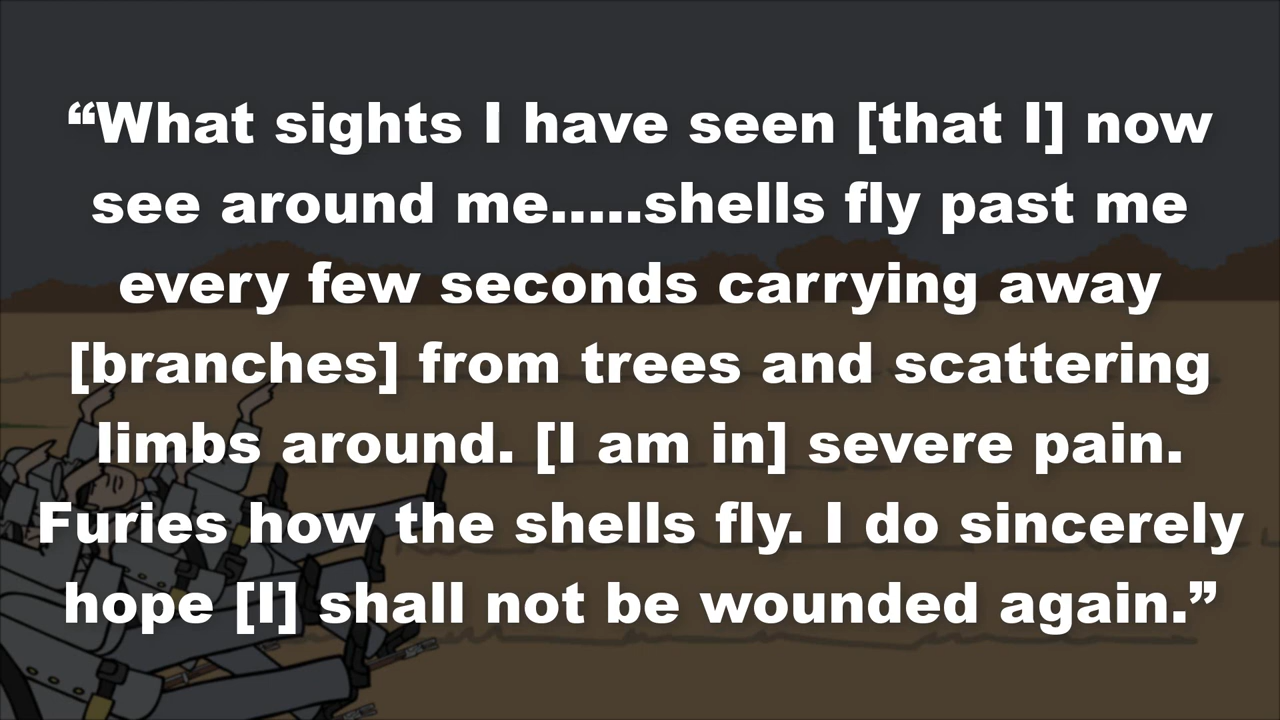 “What sights I have seen [that I] now
see around me.....shells fly past me
every few seconds carrying away
[branches] from trees and scattering
limbs around. [I am in] severe pain.
Furies how the shells fly. I do sincerely
hope [I] shall not be wounded again.”